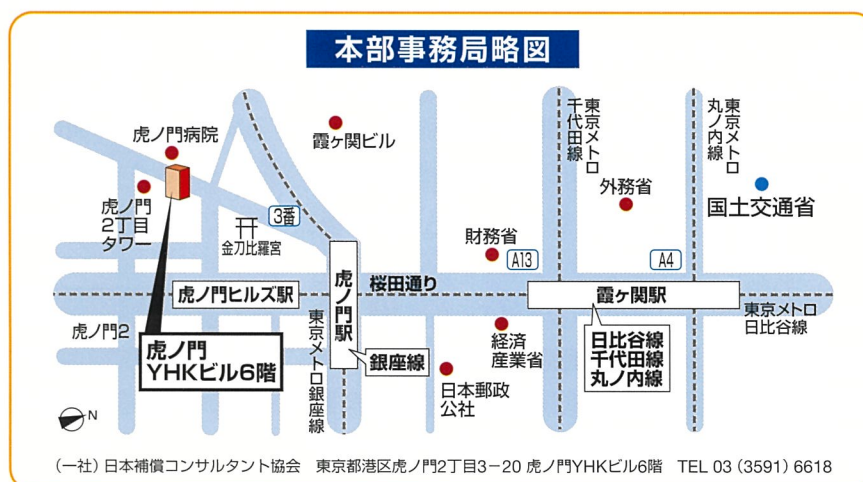 本部事務局略図
虎ノ門病院
霞ヶ関ビル
東京メトロ
千代田線
東京メトロ
丸ノ内線
外務省
国土交通省
虎ノ門
2丁目
タワー
3番
金刀比羅宮
財務省
A13
A4
虎ノ門ヒルズ駅
虎ノ門駅
桜田通り
霞ヶ関駅
東京メトロ
日比谷線
虎ノ門2
虎ノ門
YHKビル6階
東京メトロ銀座線
銀座線
経済
産業省
日比谷線
千代田線
丸ノ内線
日本郵政
公社
N
(一社)日本補償コンサルタント協会 東京都港区虎ノ門2丁目3−20 虎ノ門YHKビル6階 TEL 03(3591)6618